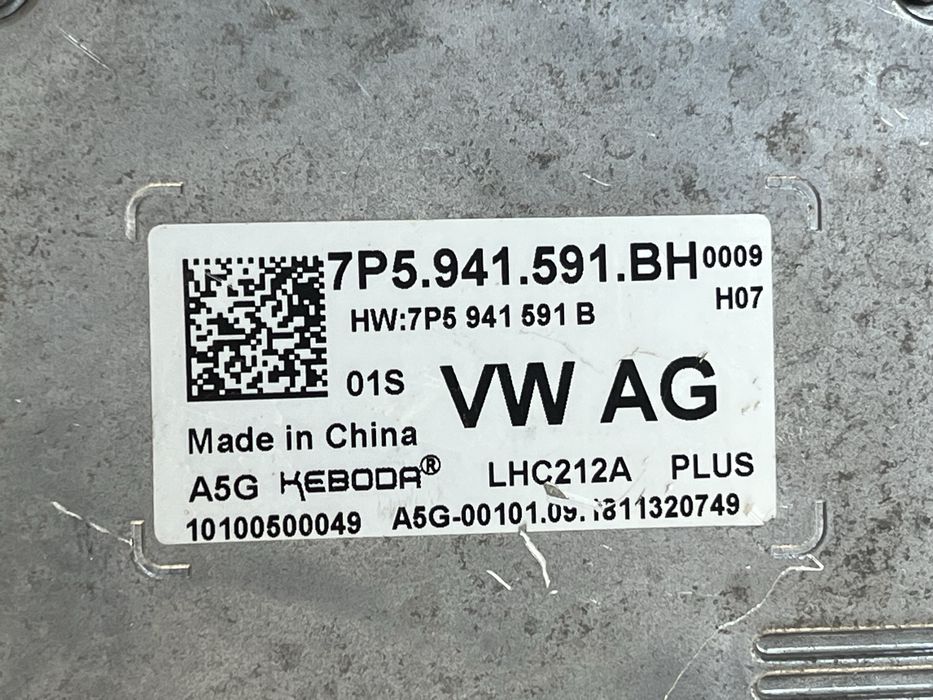 7P5.941.591.BH 0009
H07
HW:7P5 941 591 B
01S VW AG
Made in China
A5G KEBODA® LHC212A PLUS
10100500049 A5G-00101.09.1811320749